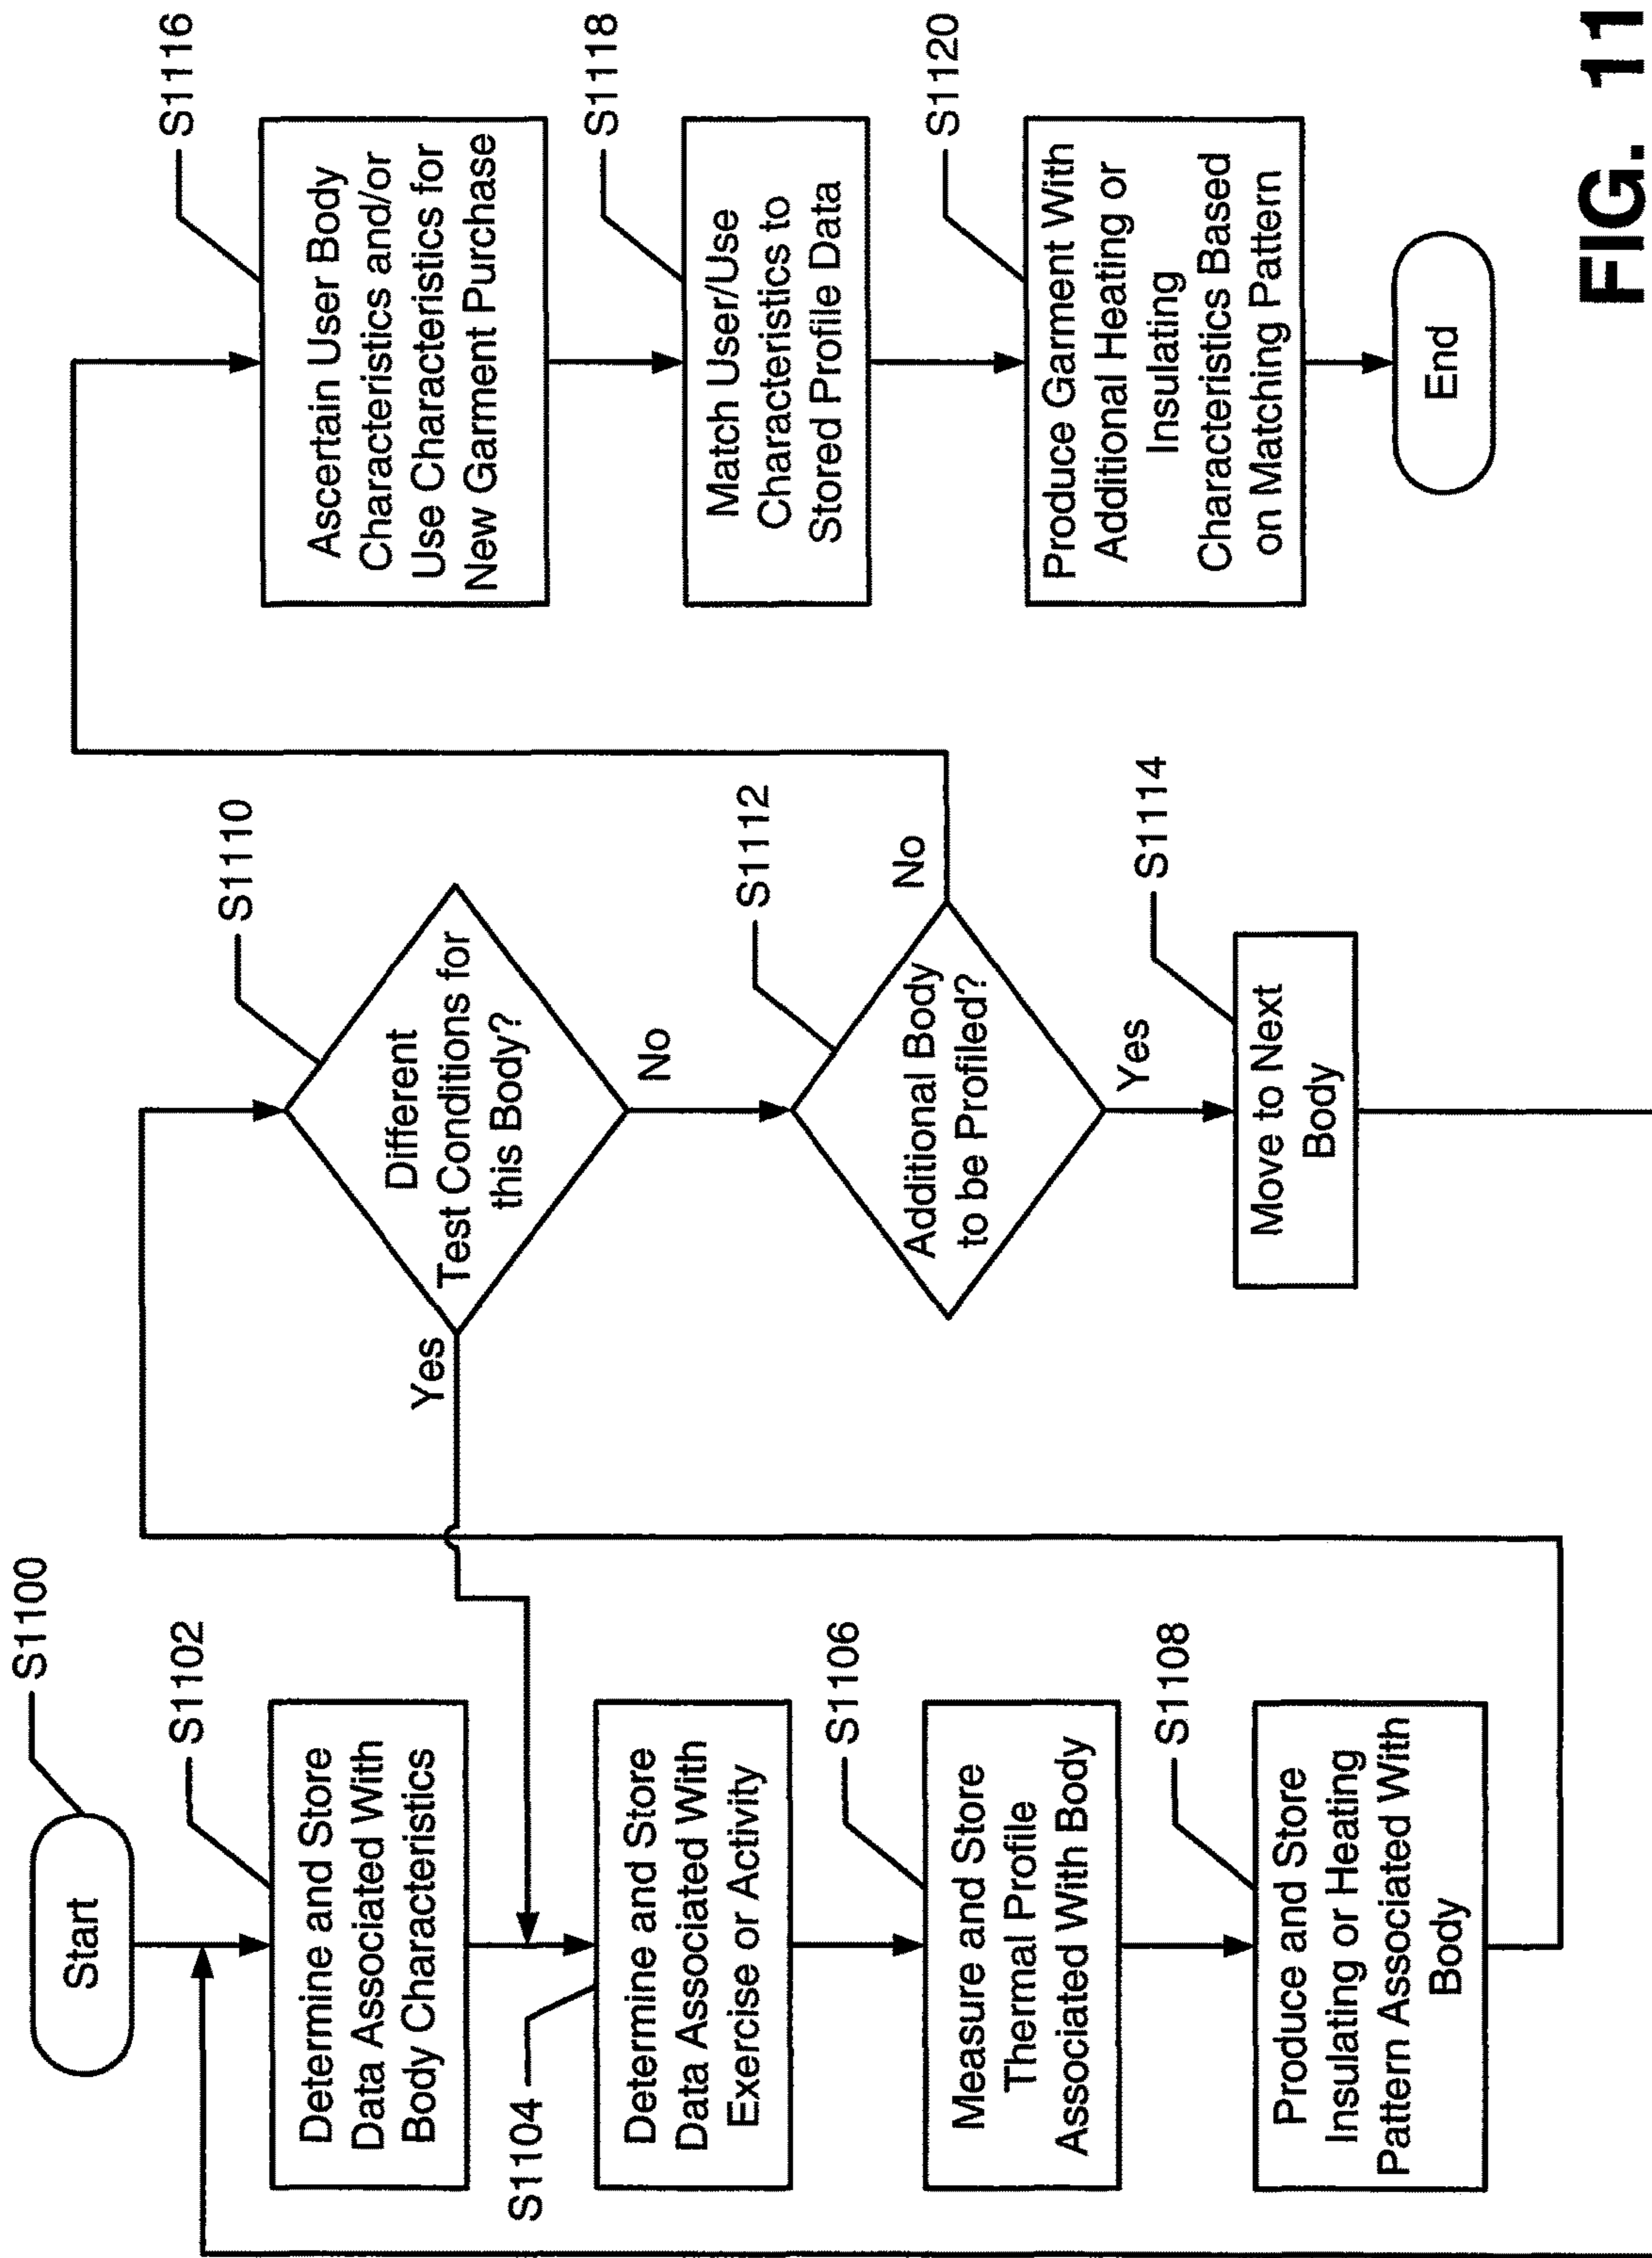 Start
S1100
S1102
Determine and Store
Data Associated With
Body Characteristics
S1104
Determine and Store
Data Associated With
Exercise or Activity
S1106
Measure and Store
Thermal Profile
Associated With Body
S1108
Produce and Store
Insulating or Heating
Pattern Associated With
Body
S1110
Different
Test Conditions for
this Body?
Yes
No
S1112
Additional Body
to be Profiled?
No
Yes
S1114
Move to Next
Body
S1116
Ascertain User Body
Characteristics and/or
Use Characteristics for
New Garment Purchase
S1118
Match User/Use
Characteristics to
Stored Profile Data
S1120
Produce Garment With
Additional Heating or
Insulating
Characteristics Based
on Matching Pattern
End
FIG. 11